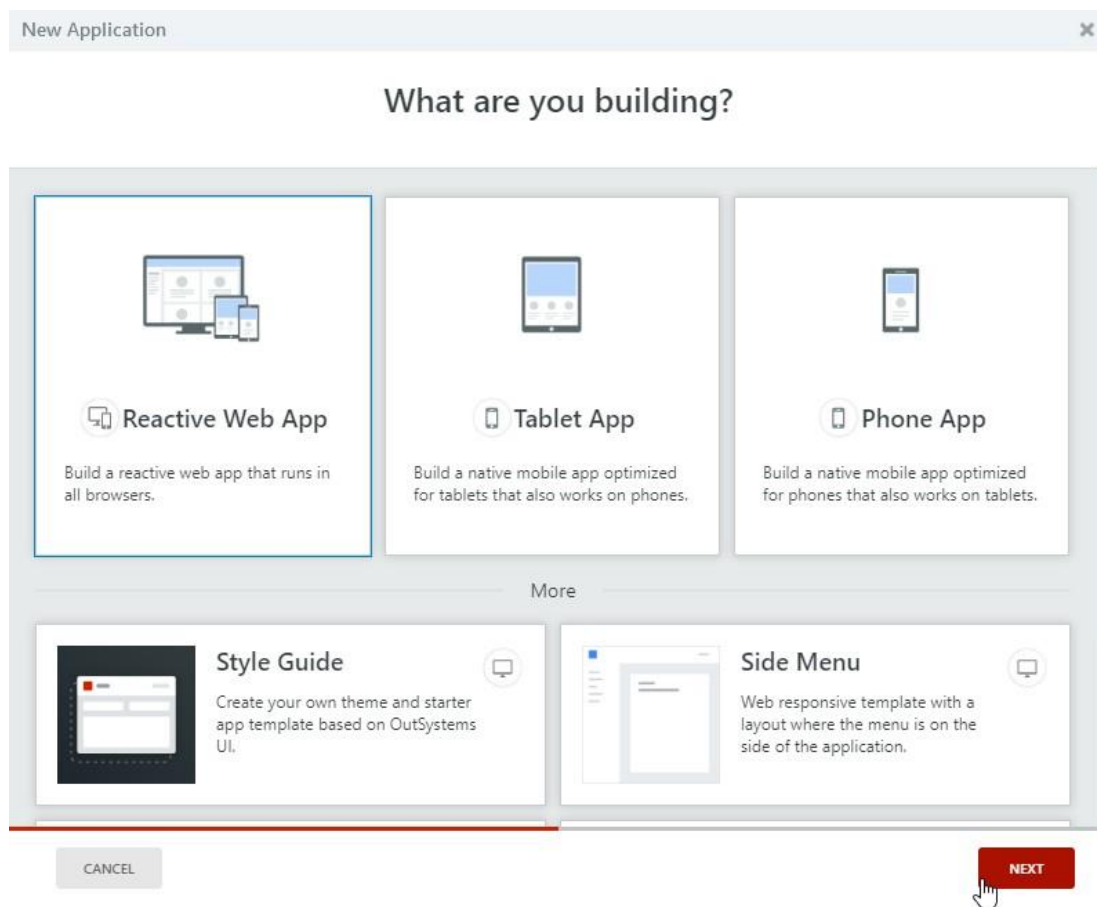 New Application
What are you building?
Reactive Web App
Build a reactive web app that runs in
all browsers.
Tablet App
Build a native mobile app optimized
for tablets that also works on phones.
Phone App
Build a native mobile app optimized
for phones that also works on tablets.
More
Style Guide
Create your own theme and starter
app template based on OutSystems
UI.
Side Menu
Web responsive template with a
layout where the menu is on the
side of the application.
CANCEL
NEXT